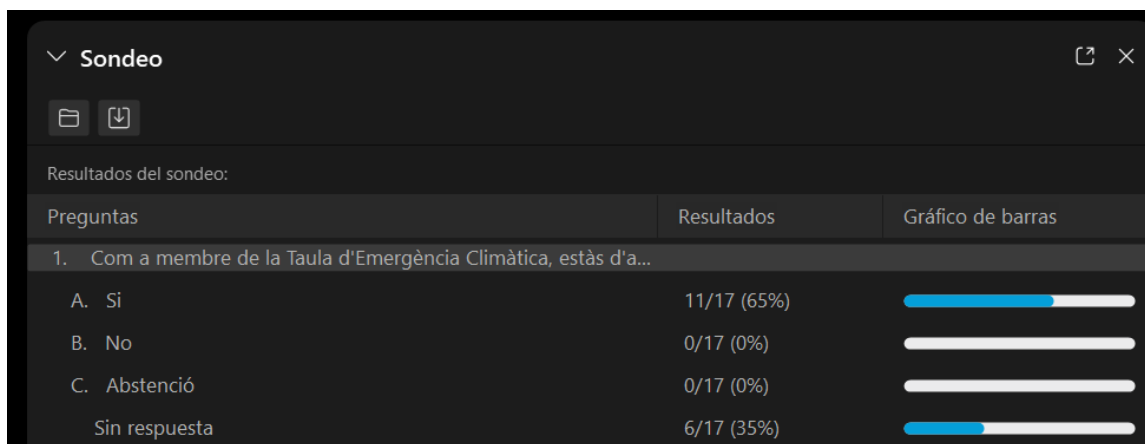 Sondeo
Resultados del sondeo:
Preguntas Resultados Gráfico de barras
1. Com a membre de la Taula d'Emergència Climàtica, estàs d'a...
A. Si 11/17 (65%)
B. No 0/17 (0%)
C. Abstenció 0/17 (0%)
Sin respuesta 6/17 (35%)